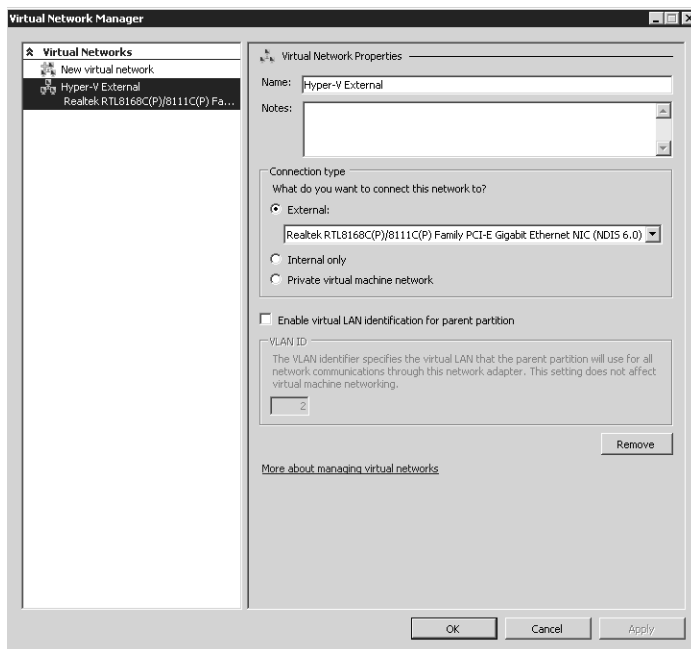 Virtual Network Manager
Virtual Networks
New virtual network
Hyper-V External
Realtek RTL8168C(P)/8111C(P) Fa...
Virtual Network Properties
Name: Hyper-V External
Notes:
Connection type
What do you want to connect this network to?
External:
Realtek RTL8168C(P)/8111C(P) Family PCI-E Gigabit Ethernet NIC (NDIS 6.0)
Internal only
Private virtual machine network
Enable virtual LAN identification for parent partition
VLAN ID
The VLAN identifier specifies the virtual LAN that the parent partition will use for all
network communications through this network adapter. This setting does not affect
virtual machine networking.
2
Remove
More about managing virtual networks
OK Cancel Apply